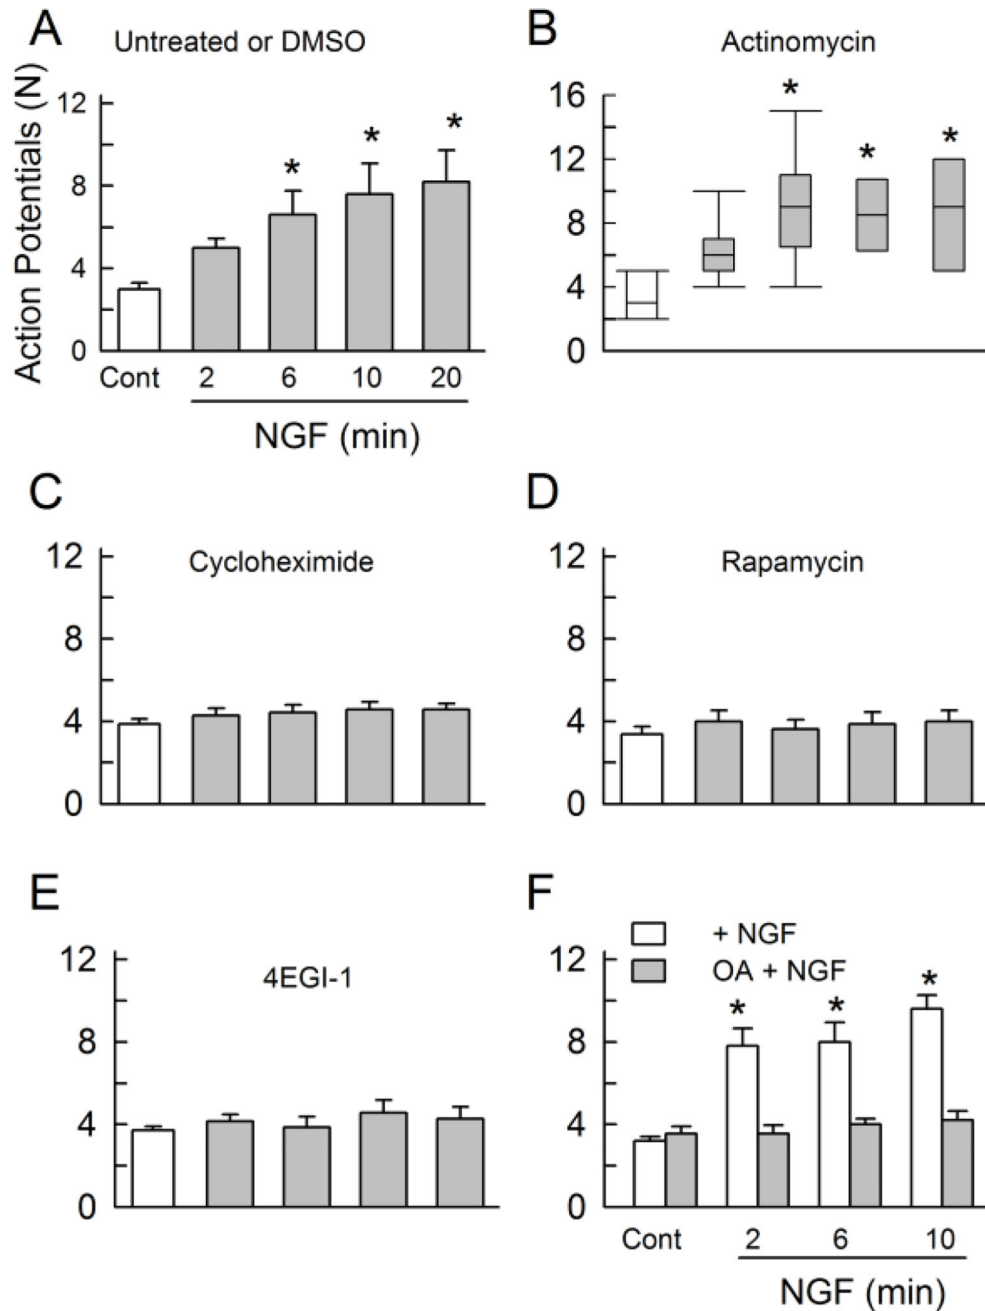 A
Untreated or DMSO
Action Potentials (N)
12
8
4
0
Cont 2 6 10 20
NGF (min)
* * *
B
Actinomycin
16
12
8
4
0
* * *
C
Cycloheximide
12
8
4
0
D
Rapamycin
12
8
4
0
E
4EGI-1
12
8
4
0
F
+ NGF
OA + NGF
12
8
4
0
* * *
Cont 2 6 10
NGF (min)